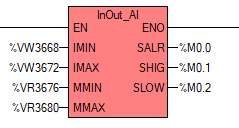 InOut_AI
EN ENO
%VW3668 IMIN SALR %M0.0
%VW3672 IMAX SHIG %M0.1
%VR3676 MMIN SLOW %M0.2
%VR3680 MMAX